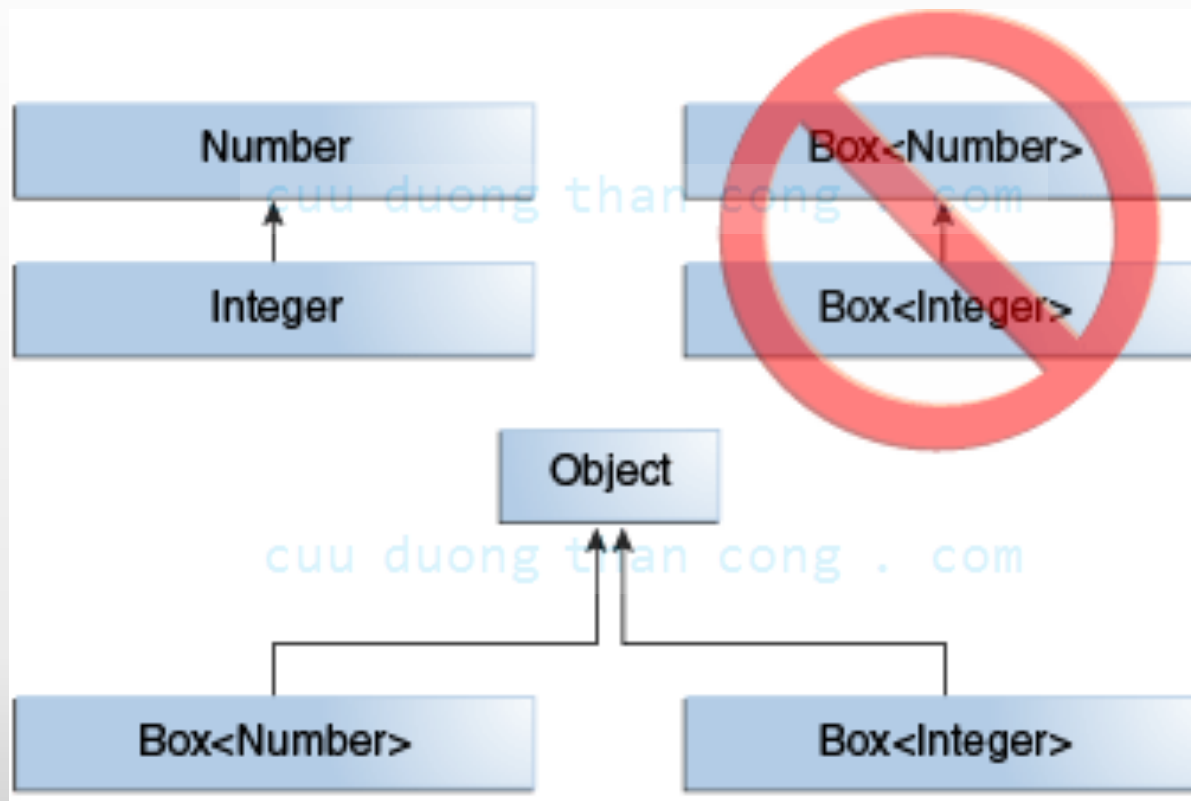 Number
Box<Number>
cuu duong than cong . com
Integer
Box<Integer>
Object
cuu duong than cong . com
Box<Number>
Box<Integer>